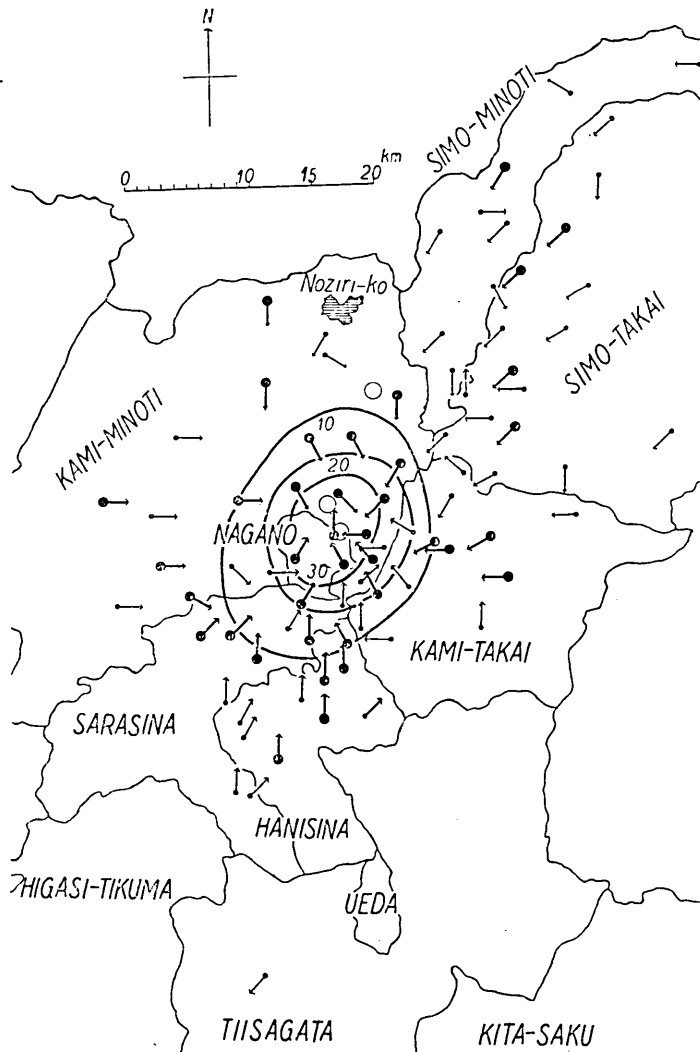 N
km
0 10 15 20
SIMO-MINOTI
Noziri-ko
SIMO-TAKAI
KAMI-MINOTI
10
20
NAGANO
30
KAMI-TAKAI
SARASINA
HANISINA
HIGASI-TIKUMA
UEDA
TIISAGATA
KITA-SAKU